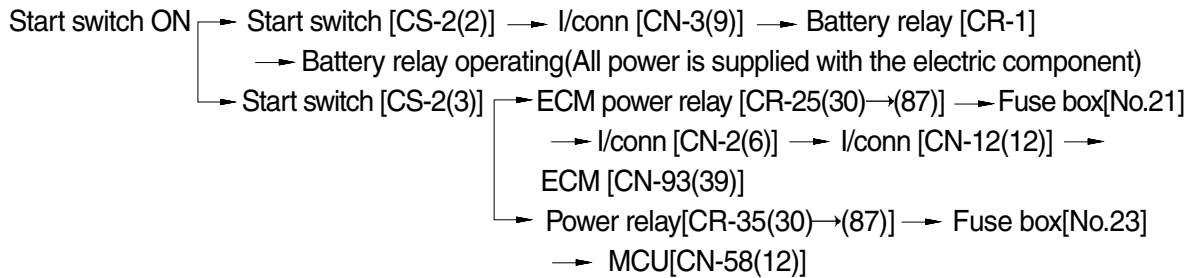 Start switch ON → Start switch [CS-2(2)] → I/conn [CN-3(9)] → Battery relay [CR-1]
→ Battery relay operating(All power is supplied with the electric component)
→ Start switch [CS-2(3)] → ECM power relay [CR-25(30)→(87)] → Fuse box[No.21]
→ I/conn [CN-2(6)] → I/conn [CN-12(12)] →
ECM [CN-93(39)]
→ Power relay[CR-35(30)→(87)] → Fuse box[No.23]
→ MCU[CN-58(12)]